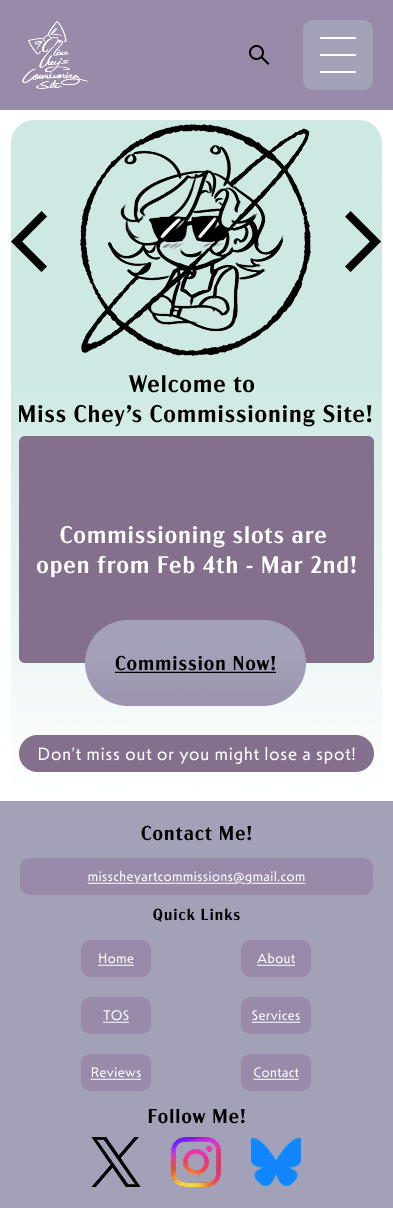 Miss
Chey's
Commissioning
Site
Welcome to
Miss Chey’s Commissioning Site!
Commissioning slots are
open from Feb 4th - Mar 2nd!
Commission Now!
Don’t miss out or you might lose a spot!
Contact Me!
misscheyartcommissions@gmail.com
Quick Links
Home
About
TOS
Services
Reviews
Contact
Follow Me!